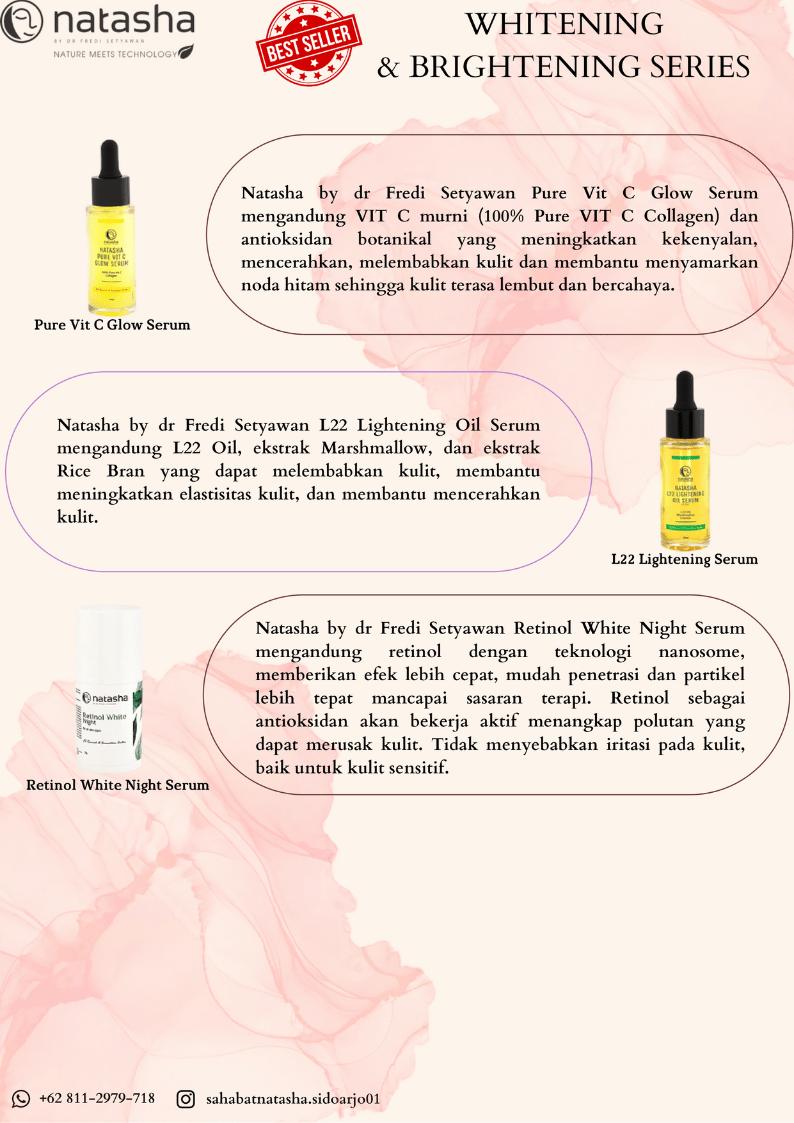 natasha
BY DR FREDI SETYAWAN
NATURE MEETS TECHNOLOGY
BEST SELLER
WHITENING
& BRIGHTENING SERIES
natasha
NATASHA
PURE VIT C
GLOW SERUM
Pure Vit C Glow Serum
Natasha by dr Fredi Setyawan Pure Vit C Glow Serum
mengandung VIT C murni (100% Pure VIT C Collagen) dan
antioksidan botanikal yang meningkatkan kekenyalan,
mencerahkan, melembabkan kulit dan membantu menyamarkan
noda hitam sehingga kulit terasa lembut dan bercahaya.
Natasha by dr Fredi Setyawan L22 Lightening Oil Serum
mengandung L22 Oil, ekstrak Marshmallow, dan ekstrak
Rice Bran yang dapat melembabkan kulit, membantu
meningkatkan elastisitas kulit, dan membantu mencerahkan
kulit.
natasha
NATASHA
L22 LIGHTENING
OIL SERUM
L22 Lightening Serum
natasha
Retinol White
Night
Retinol White Night Serum
Natasha by dr Fredi Setyawan Retinol White Night Serum
mengandung retinol dengan teknologi nanosome,
memberikan efek lebih cepat, mudah penetrasi dan partikel
lebih tepat mancapai sasaran terapi. Retinol sebagai
antioksidan akan bekerja aktif menangkap polutan yang
dapat merusak kulit. Tidak menyebabkan iritasi pada kulit,
baik untuk kulit sensitif.
+62 811-2979-718
sahabatnatasha.sidoarjo01